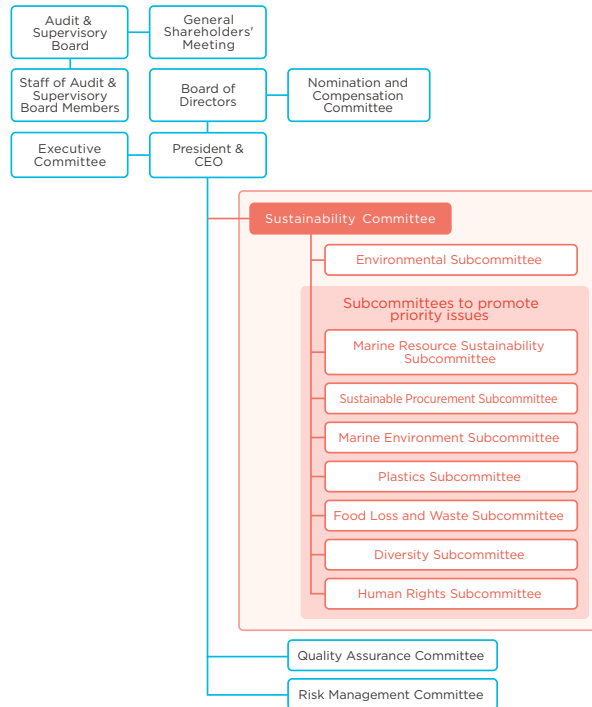 Audit &
Supervisory
Board
General
Shareholders'
Meeting
Staff of Audit &
Supervisory
Board Members
Board of
Directors
Nomination and
Compensation
Committee
Executive
Committee
President &
CEO
Sustainability Committee
Environmental Subcommittee
Subcommittees to promote
priority issues
Marine Resource Sustainability
Subcommittee
Sustainable Procurement Subcommittee
Marine Environment Subcommittee
Plastics Subcommittee
Food Loss and Waste Subcommittee
Diversity Subcommittee
Human Rights Subcommittee
Quality Assurance Committee
Risk Management Committee